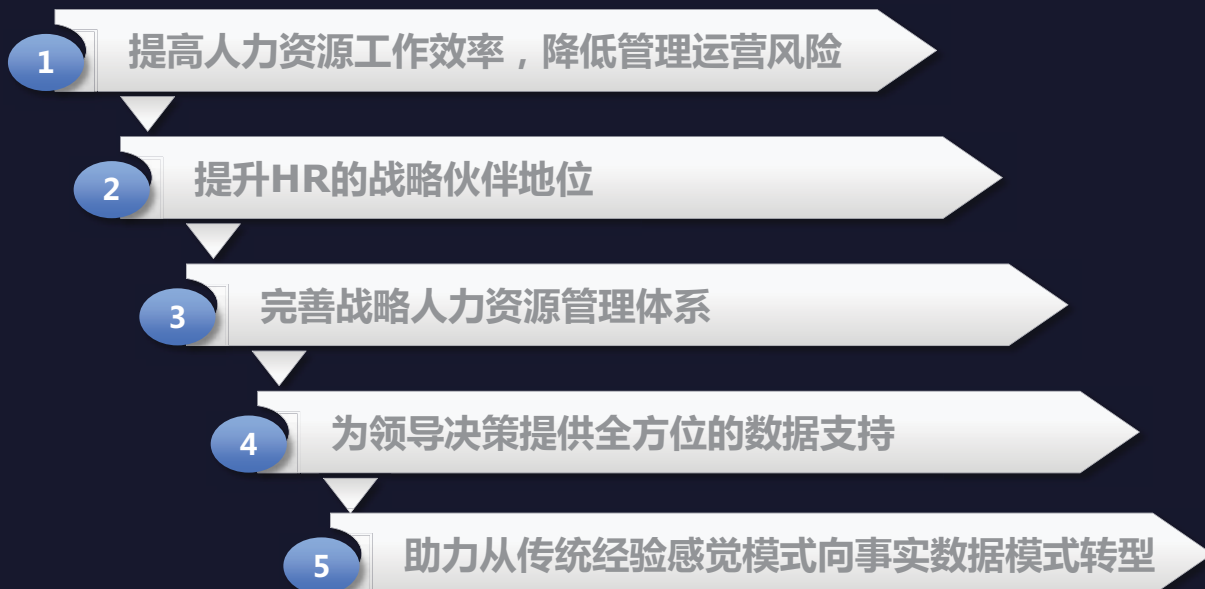 1 提高人力资源工作效率，降低管理运营风险
2 提升HR的战略伙伴地位
3 完善战略人力资源管理体系
4 为领导决策提供全方位的数据支持
5 助力从传统经验感觉模式向事实数据模式转型